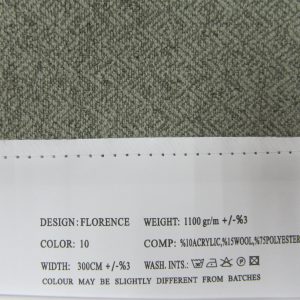 DESIGN: FLORENCE WEIGHT: 1100 gr/m +/-%3
COLOR: 10 COMP: %10ACRYLIC,%15WOOL,%75POLYESTER
WIDTH: 300CM +/-%3 WASH. INTS.:
COLOUR MAY BE SLIGHTLY DIFFERENT FROM BATCHES